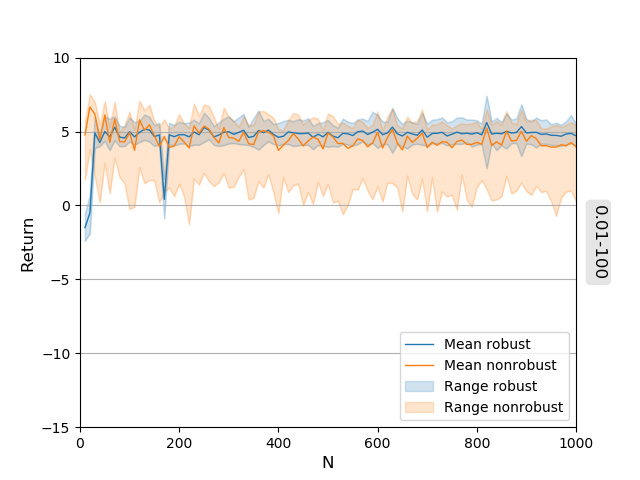 10
5
0
−5
−10
−15
Return
0
200
400
600
800
1000
N
Mean robust
Mean nonrobust
Range robust
Range nonrobust
0.01-100